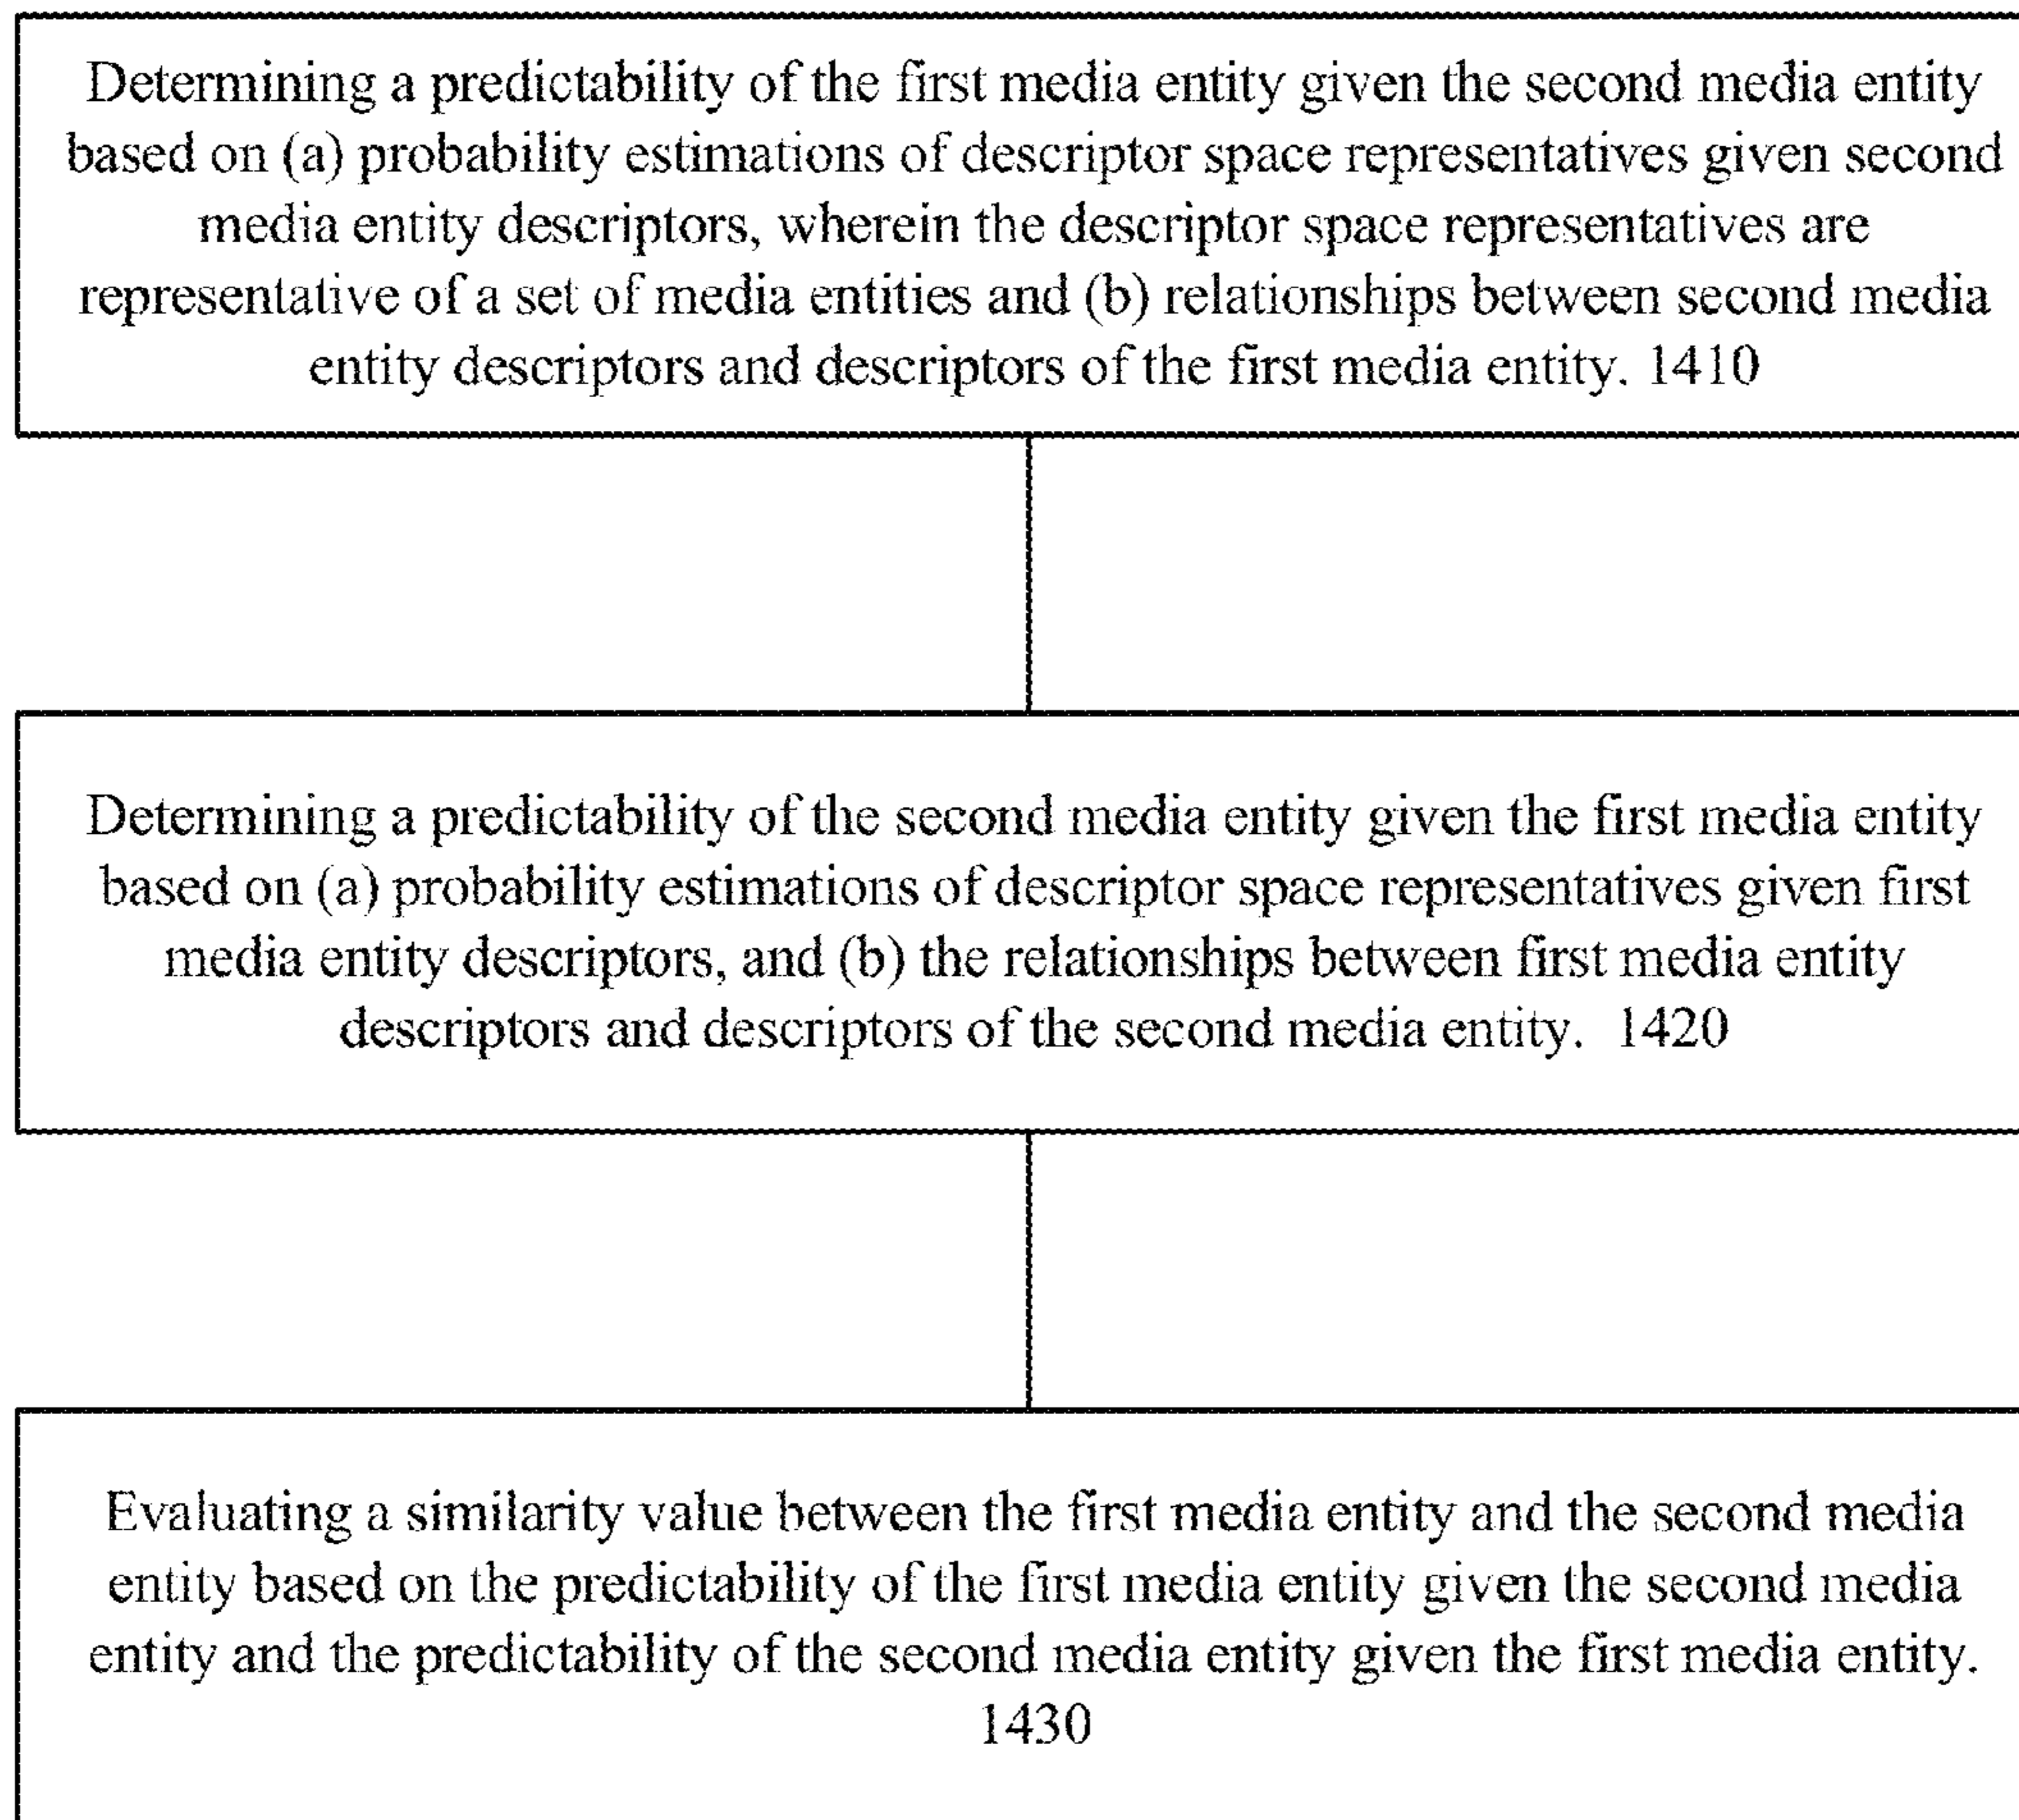 Determining a predictability of the first media entity given the second media entity
based on (a) probability estimations of descriptor space representatives given second
media entity descriptors, wherein the descriptor space representatives are
representative of a set of media entities and (b) relationships between second media
entity descriptors and descriptors of the first media entity. 1410
Determining a predictability of the second media entity given the first media entity
based on (a) probability estimations of descriptor space representatives given first
media entity descriptors, and (b) the relationships between first media entity
descriptors and descriptors of the second media entity. 1420
Evaluating a similarity value between the first media entity and the second media
entity based on the predictability of the first media entity given the second media
entity and the predictability of the second media entity given the first media entity.
1430